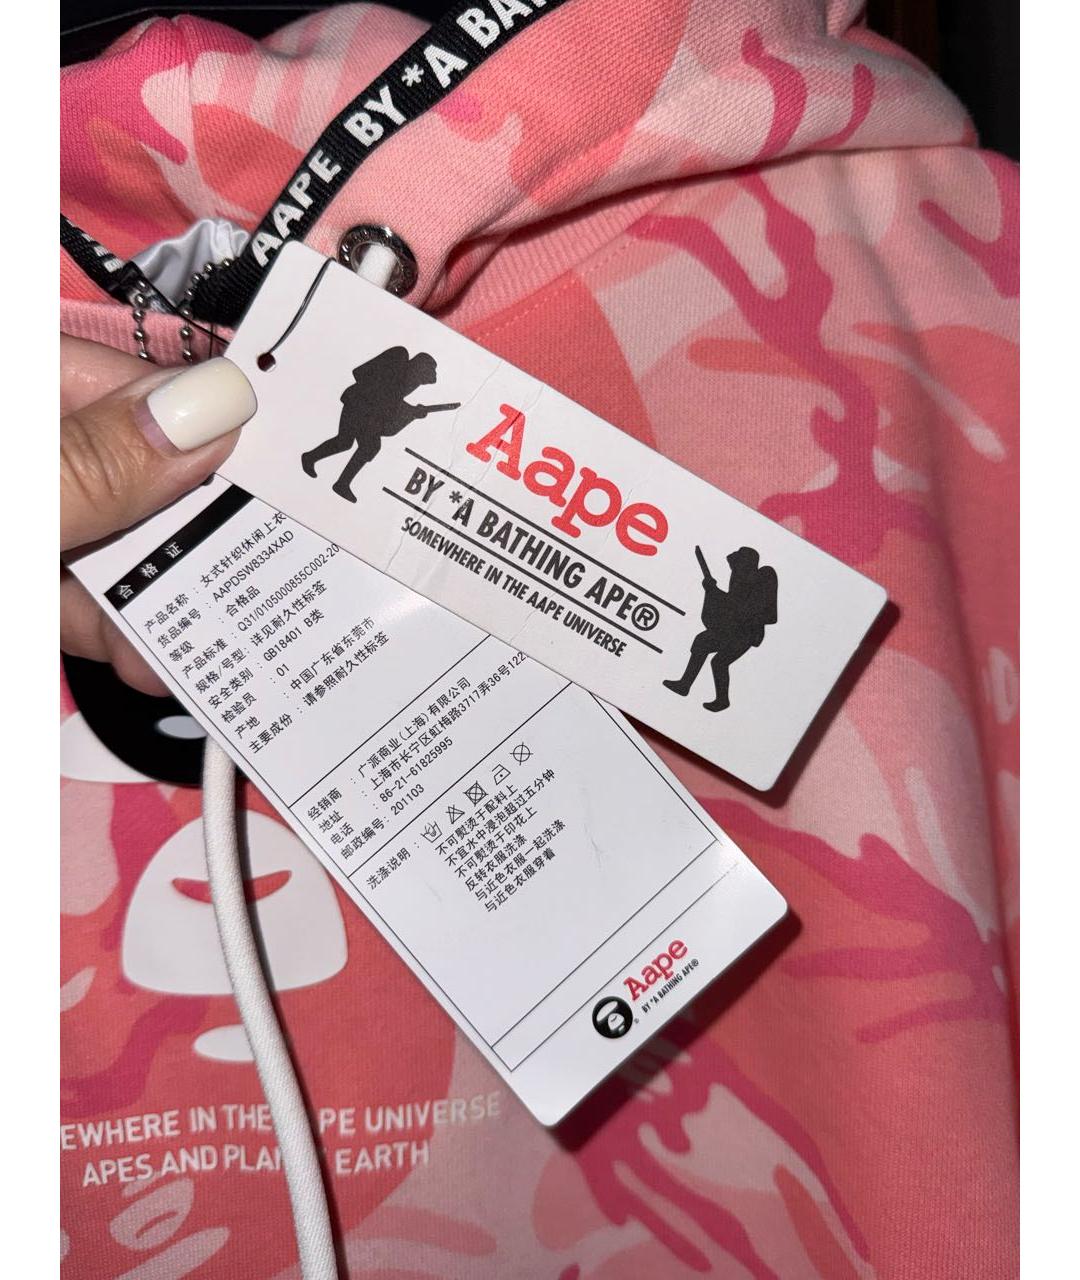 BY *A BA
AAPE BY *A BA
Aape
BY *A BATHING APE®
SOMEWHERE IN THE AAPE UNIVERSE
合格证
产品名称：女式针织休闲上衣
货品编号：AAPDSW8334XAD
等级：合格品
产品标准：Q31/0105000855C002-20
规格/号型：详见耐久性标签
安全类别：GB18401 B类
检验员：01
产地：中国广东省东莞市
主要成份：请参照耐久性标签
经销商：广派商业(上海)有限公司
地址：上海市长宁区虹梅路3717弄36号122
电话：86-21-61825995
邮政编号：201103
洗涤说明：
不可熨烫于配料上
不宜水中浸泡超过五分钟
不可熨烫于印花上
反转衣服洗涤
与近色衣服一起洗涤
与近色衣服穿着
Aape
BY *A BATHING APE®
EWHERE IN THE APE UNIVERSE
APES AND PLA EARTH